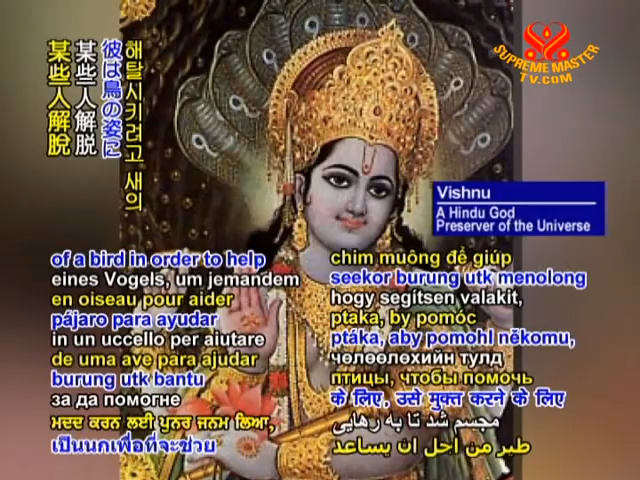 SUPREME MASTER
TV.COM
해탈시키려고 새의
彼は鳥の姿に
某些人解脱
某些人解脫
Vishnu
A Hindu God
Preserver of the Universe
of a bird in order to help
eines Vogels, um jemandem
en oiseau pour aider
pájaro para ayudar
in un uccello per aiutare
de uma ave para ajudar
burung utk bantu
за да помогне
ਮਦਦ ਕਰਨ ਲਈ ਪੁਨਰ ਜਨਮ ਲਿਆ,
เป็นนกเพื่อที่จะช่วย
chim muông để giúp
seekor burung utk menolong
hogy segítsen valakit,
ptaka, by pomóc
ptáka, aby pomohl někomu,
чөлөөлөхийн тулд
птицы, чтобы помочь
के लिए, उसे मुक्त करने के लिए
مجسم شد تا به رهایی
طير من اجل ان يساعد